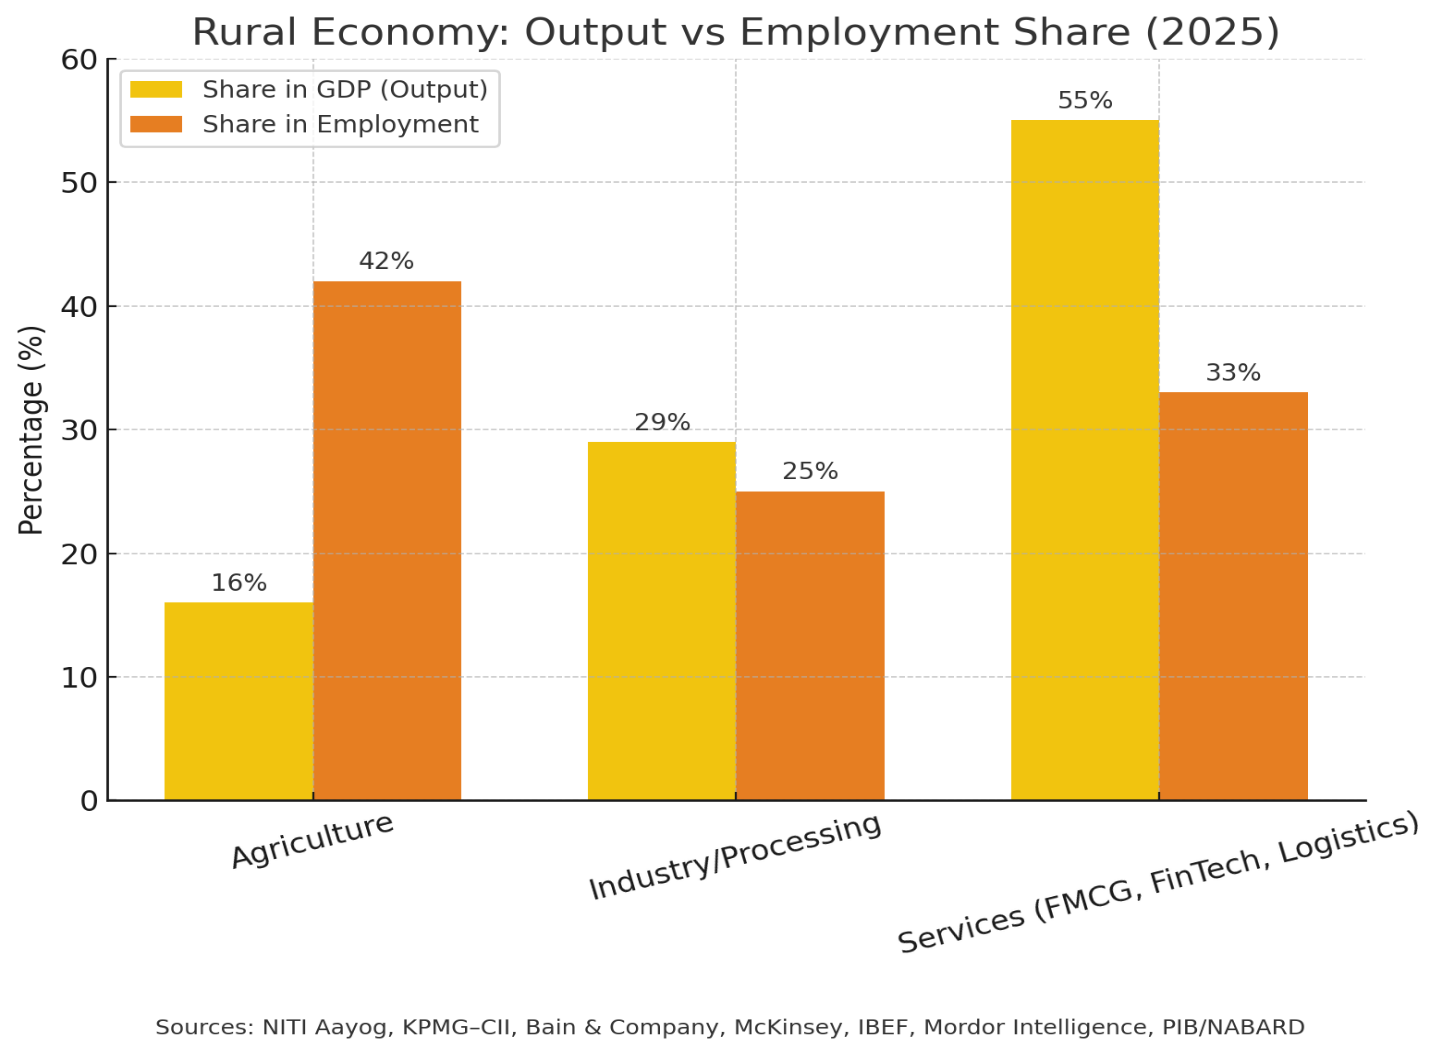 Rural Economy: Output vs Employment Share (2025)
Share in GDP (Output)
Share in Employment
Percentage (%)
60
50
40
30
20
10
0
16%
42%
29%
25%
55%
33%
Agriculture
Industry/Processing
Services (FMCG, FinTech, Logistics)
Sources: NITI Aayog, KPMG–CII, Bain & Company, McKinsey, IBEF, Mordor Intelligence, PIB/NABARD